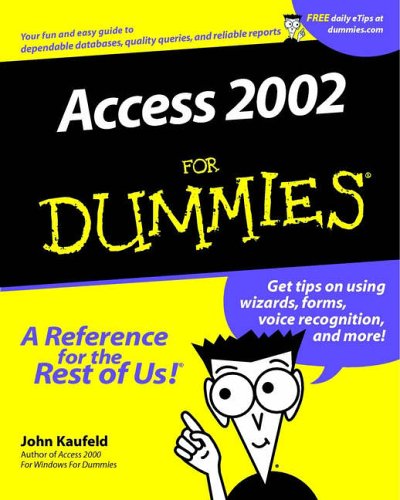 Your fun and easy guide to
dependable databases, quality queries, and reliable reports
FREE daily eTips at
dummies.com®
Access 2002
FOR
DUMMIES®
Get tips on using
wizards, forms,
voice recognition,
and more!
A Reference
for the
Rest of Us!®
John Kaufeld
Author of Access 2000
For Windows For Dummies